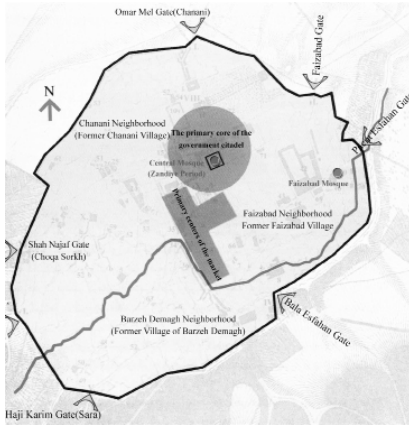 Omar Mel Gate(Chanani)
Faizabad Gate
N
Chanani Neighborhood
(Former Chanani Village)
The primary core of the
government citadel
Central Mosque
(Zandiye Period)
Esfahan Gate
Faizabad Mosque
Primary centers of the market
Faizabad Neighborhood
Former Faizabad Village
Shah Najaf Gate
(Choqa Sorkh)
Bala Esfahan Gate
Barzeh Demagh Neighborhood
(Former Village of Barzeh Demagh)
Haji Karim Gate(Sara)